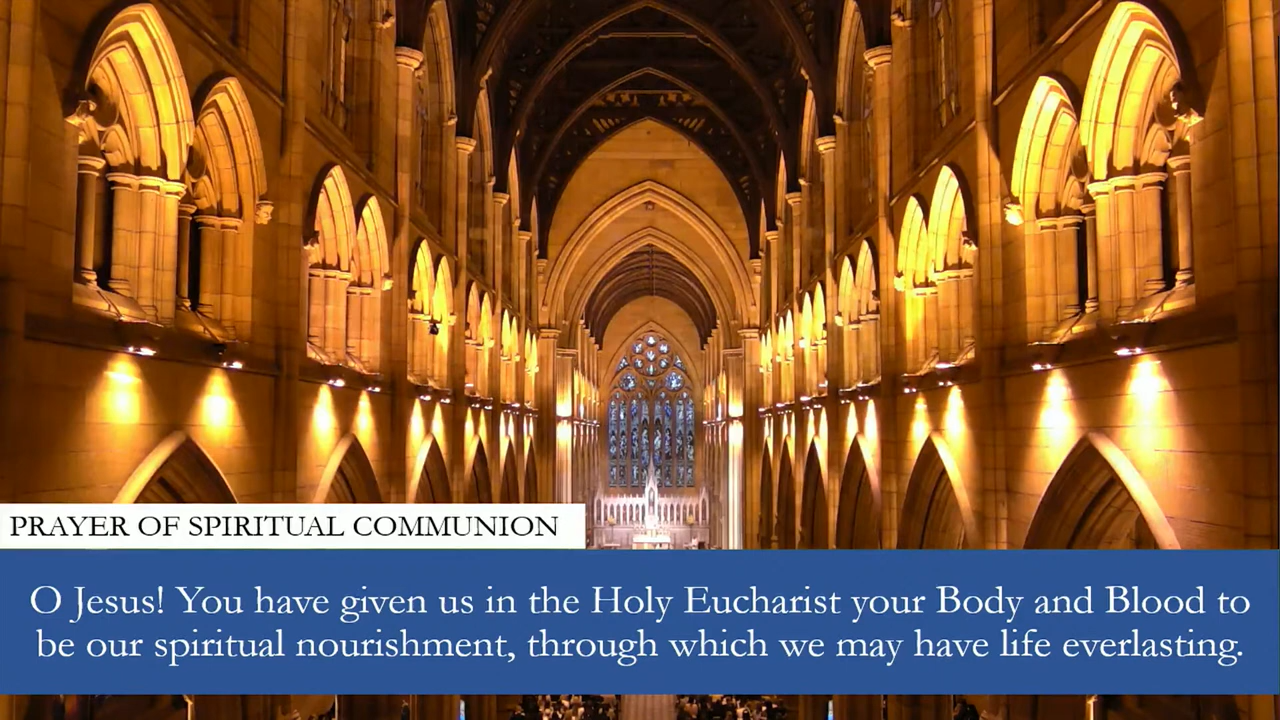 PRAYER OF SPIRITUAL COMMUNION
O Jesus! You have given us in the Holy Eucharist your Body and Blood to
be our spiritual nourishment, through which we may have life everlasting.